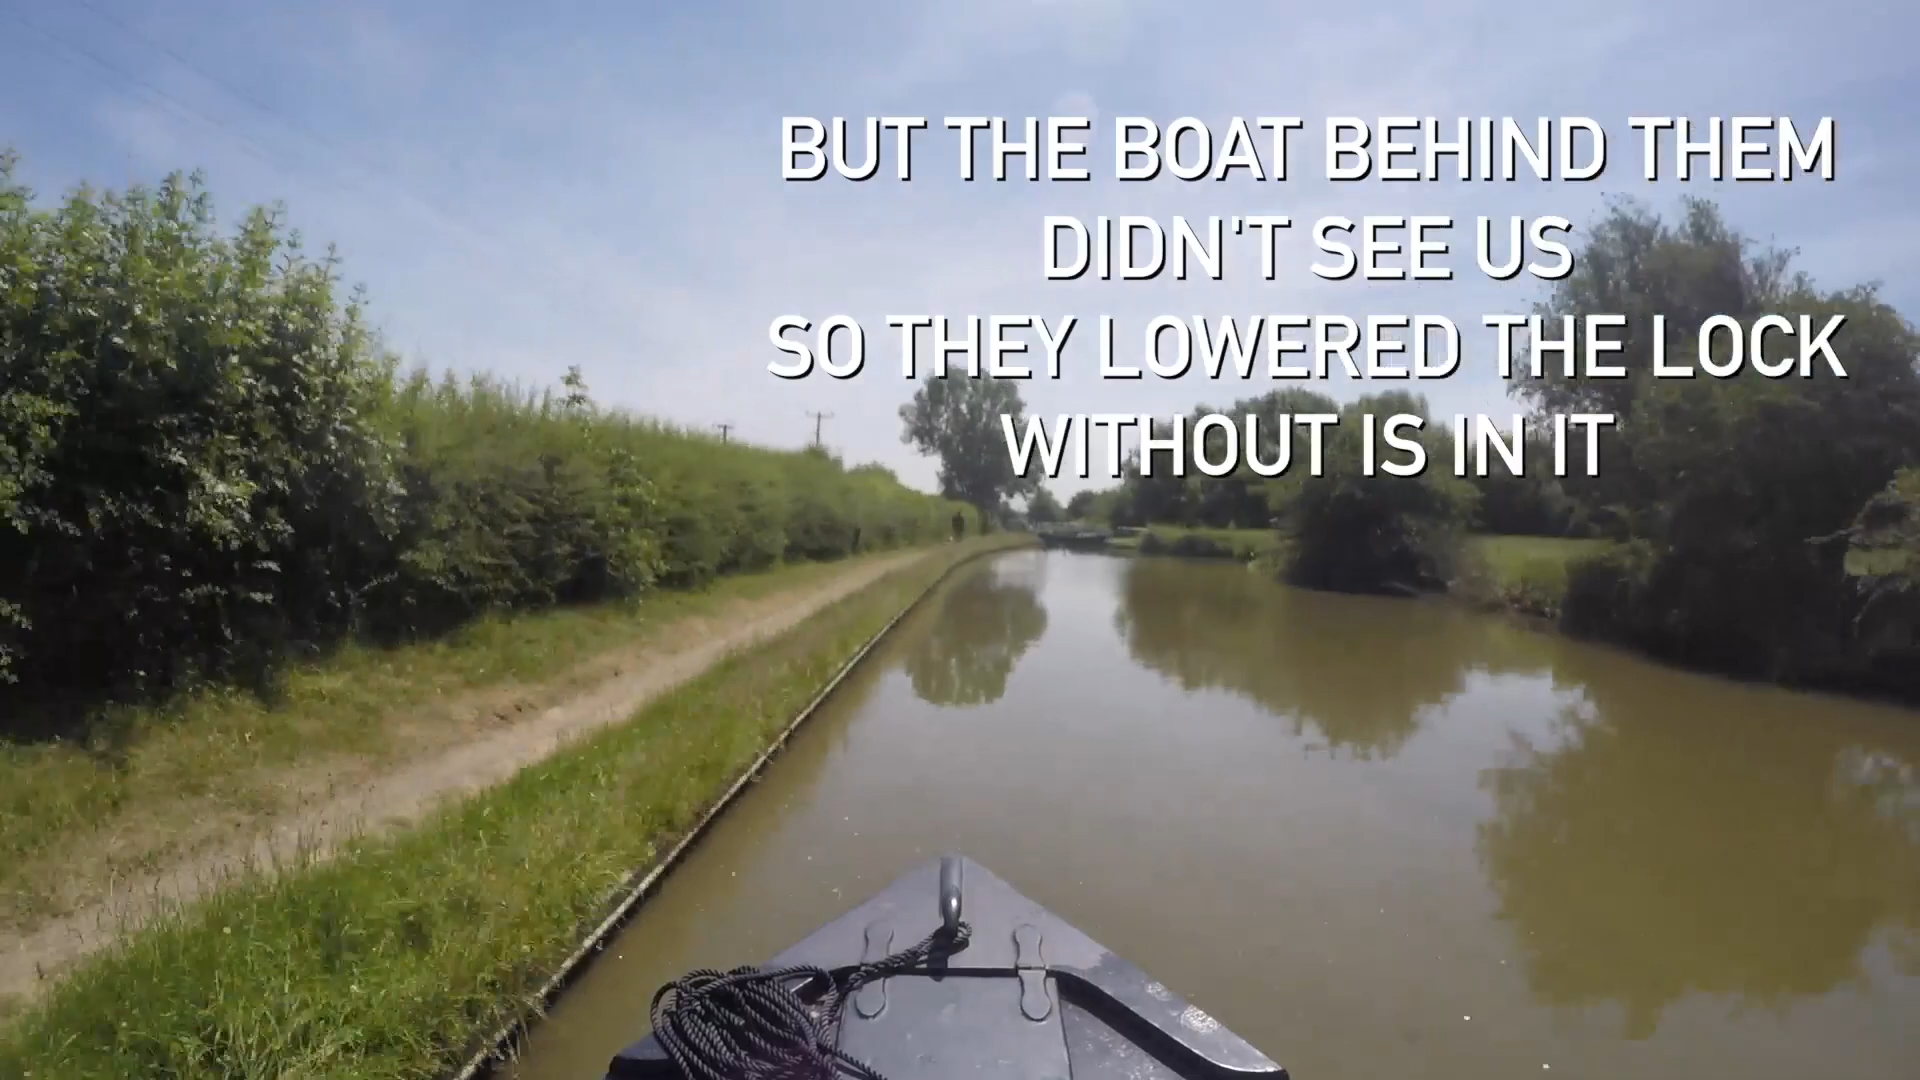 BUT THE BOAT BEHIND THEM
DIDN'T SEE US
SO THEY LOWERED THE LOCK
WITHOUT IS IN IT